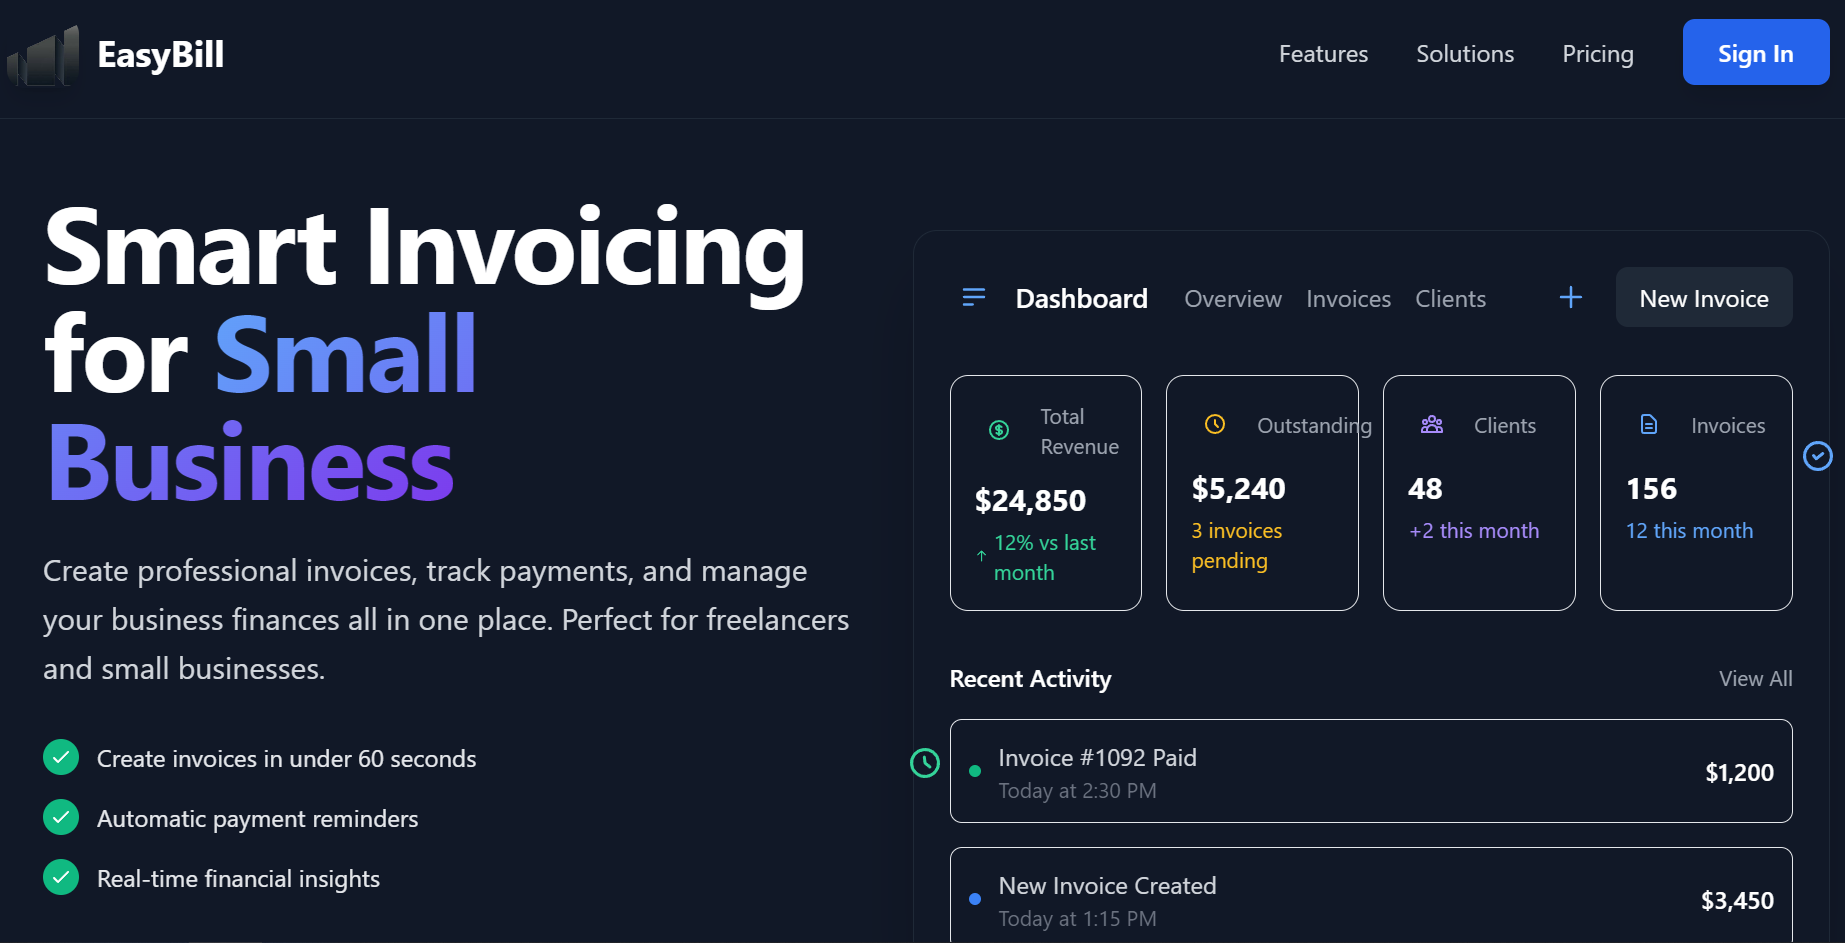 EasyBill
Features
Solutions
Pricing
Sign In
Smart Invoicing
for Small
Business
Create professional invoices, track payments, and manage
your business finances all in one place. Perfect for freelancers
and small businesses.
Create invoices in under 60 seconds
Automatic payment reminders
Real-time financial insights
Dashboard
Overview
Invoices
Clients
New Invoice
Total
Revenue
$24,850
↑ 12% vs last
month
Outstanding
$5,240
3 invoices
pending
Clients
48
+2 this month
Invoices
156
12 this month
Recent Activity
View All
Invoice #1092 Paid
Today at 2:30 PM
$1,200
New Invoice Created
Today at 1:15 PM
$3,450